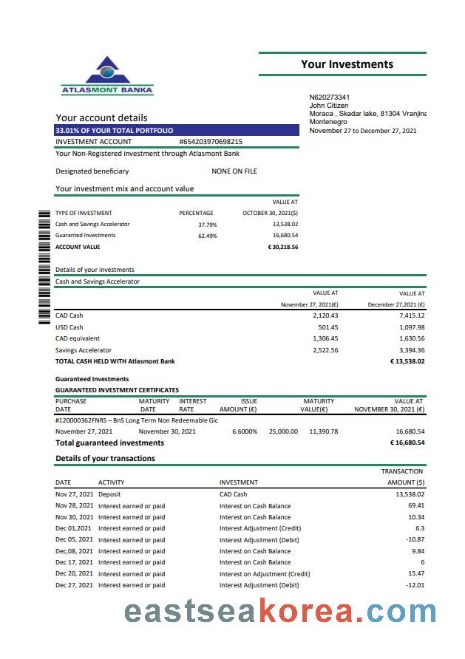 ATLASMONT BANKA
Your Investments
N620273341
John Citizen
Moraca , Skadar lake, 81304 Vranjina
Montenegro
November 27 to December 27, 2021
Your account details
33.01% OF YOUR TOTAL PORTFOLIO
INVESTMENT ACCOUNT #654203970698215
Your Non-Registered investment through Atlasmont Bank
Designated beneficiary NONE ON FILE
Your investment mix and account value
VALUE AT
TYPE OF INVESTMENT PERCENTAGE OCTOBER 30, 2021($)
Cash and Savings Accelerator 37.79% 13,538.02
Guaranteed Investments 62.49% 16,680.54
ACCOUNT VALUE € 30,218.56
Details of your investments
Cash and Savings Accelerator
VALUE AT VALUE AT
November 27, 2021(€) December 27,2021 (€)
CAD Cash 2,120.43 7,415.12
USD Cash 501.45 1,097.98
CAD equivalent 1,306.45 1,630.56
Savings Accelerator 2,522.56 3,394.36
TOTAL CASH HELD WITH Atlasmont Bank € 13,538.02
Guaranteed Investments
GUARANTEED INVESTMENT CERTIFICATES
PURCHASE MATURITY INTEREST ISSUE MATURITY VALUE AT
DATE DATE RATE AMOUNT (€) VALUE(€) NOVEMBER 30, 2021 (€)
#120000362FNRS – BnS Long Term Non Redeemable Gic
November 27, 2021 November 30, 2021 6.6000% 25,000.00 11,390.78 16,680.54
Total guaranteed investments € 16,680.54
Details of your transactions
TRANSACTION
DATE ACTIVITY INVESTMENT AMOUNT ($)
Nov 27, 2021 Deposit CAD Cash 13,538.02
Nov 28, 2021 Interest earned or paid Interest on Cash Balance 69.41
Nov 30, 2021 Interest earned or paid Interest on Cash Balance 10.34
Dec 01,2021 Interest earned or paid Interest Adjustment (Credit) 6.3
Dec 05, 2021 Interest earned or paid Interest Adjustment (Debit) -10.87
Dec,08, 2021 Interest earned or paid Interest on Cash Balance 9.84
Dec 17, 2021 Interest earned or paid Interest on Cash Balance 6
Dec 20, 2021 Interest earned or paid Interest on Adjustment (Credit) 15.47
Dec 27, 2021 Interest earned or paid Interest Adjustment (Debit) -12.01
eastseakorea.com